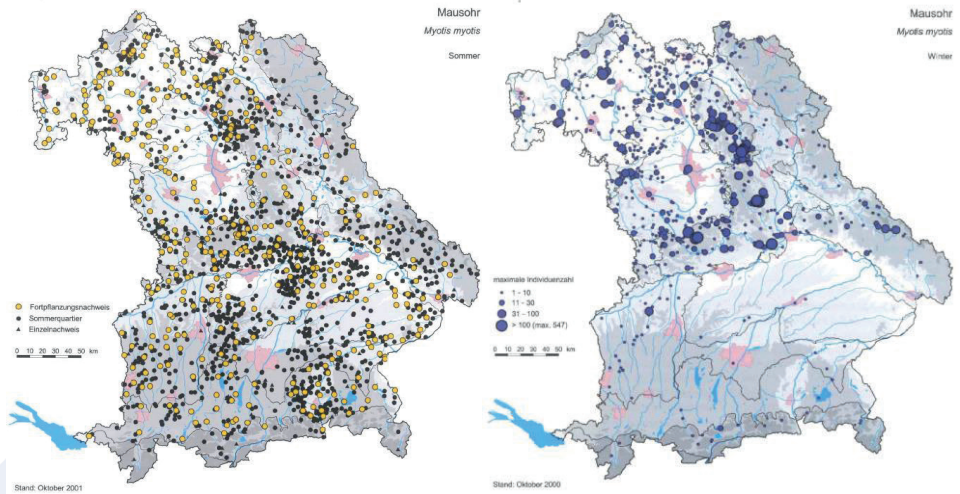 Mausohr
Myotis myotis
Sommer
Fortpflanzungsnachweis
Sommerquartier
Einzelnachweis
0 10 20 30 40 50 km
Stand: Oktober 2001
Mausohr
Myotis myotis
Winter
maximale Individuenzahl
1 - 10
11 - 30
31 - 100
> 100 (max. 547)
0 10 20 30 40 50 km
Stand: Oktober 2000